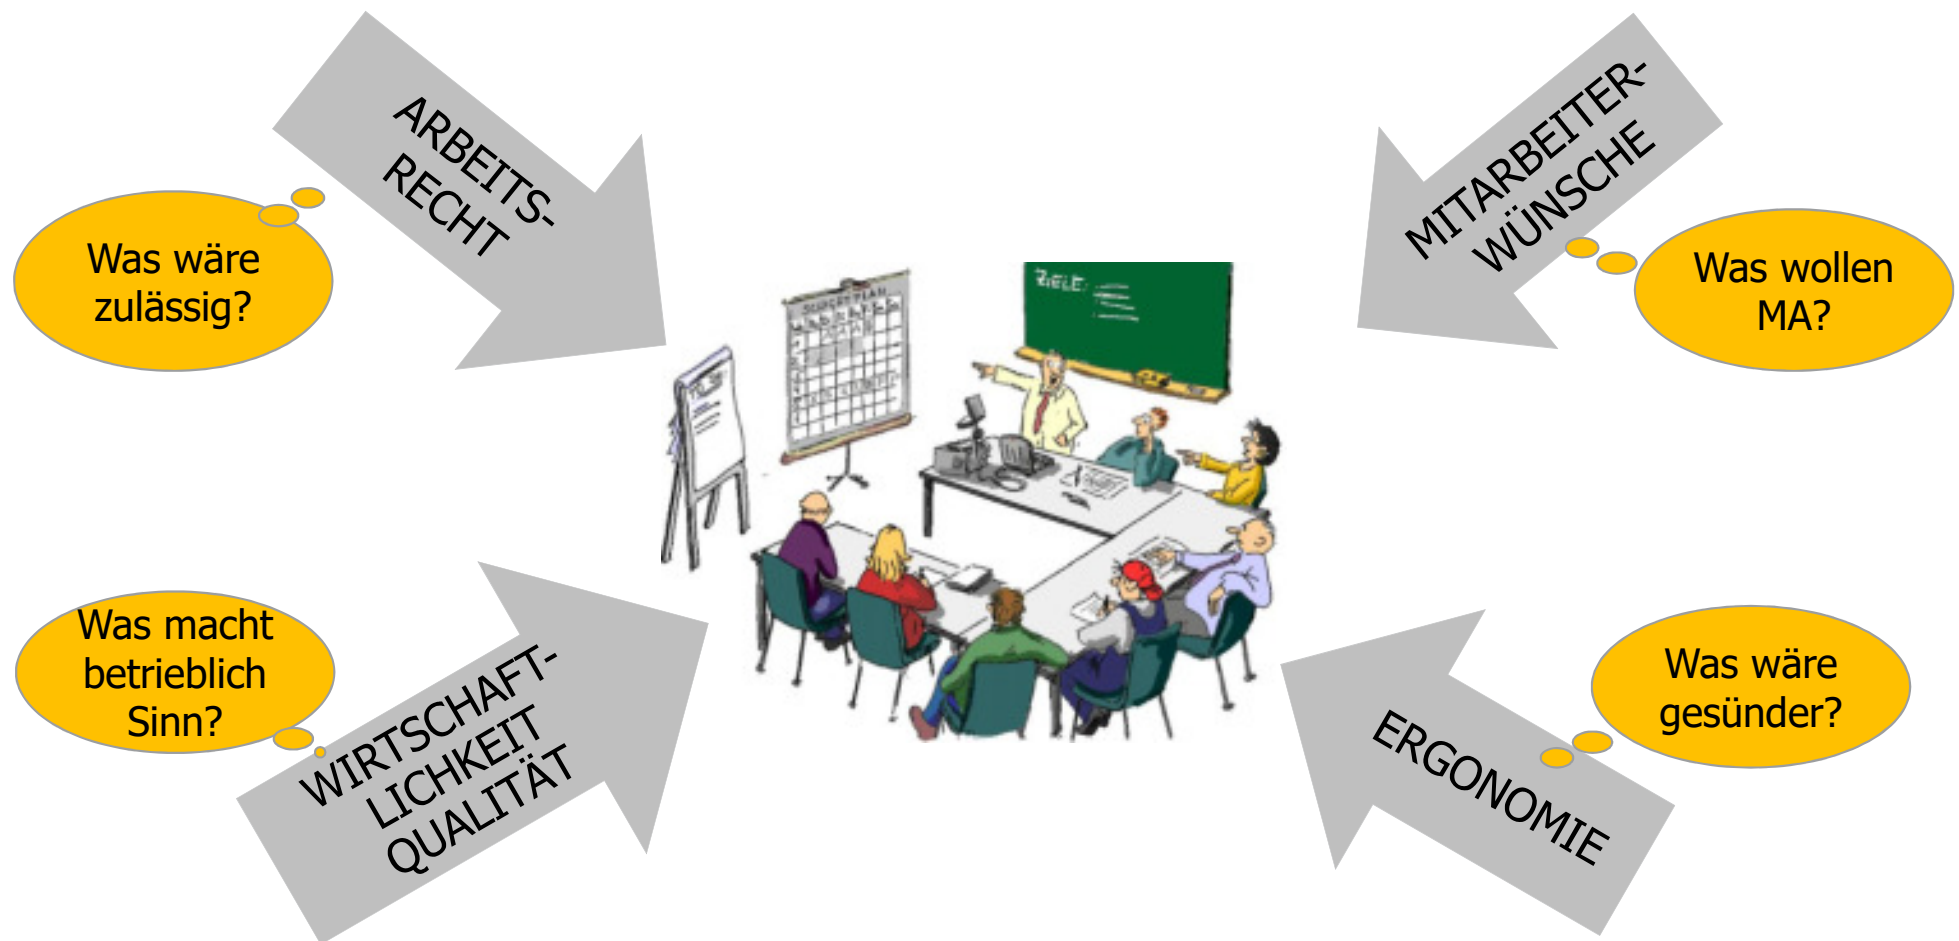 ARBEITS-
RECHT
Was wäre
zulässig?
MITARBEITER-
WÜNSCHE
Was wollen
MA?
ZIELE:
Was macht
betrieblich
Sinn?
WIRTSCHAFT-
LICHKEIT
QUALITÄT
Was wäre
gesünder?
ERGONOMIE